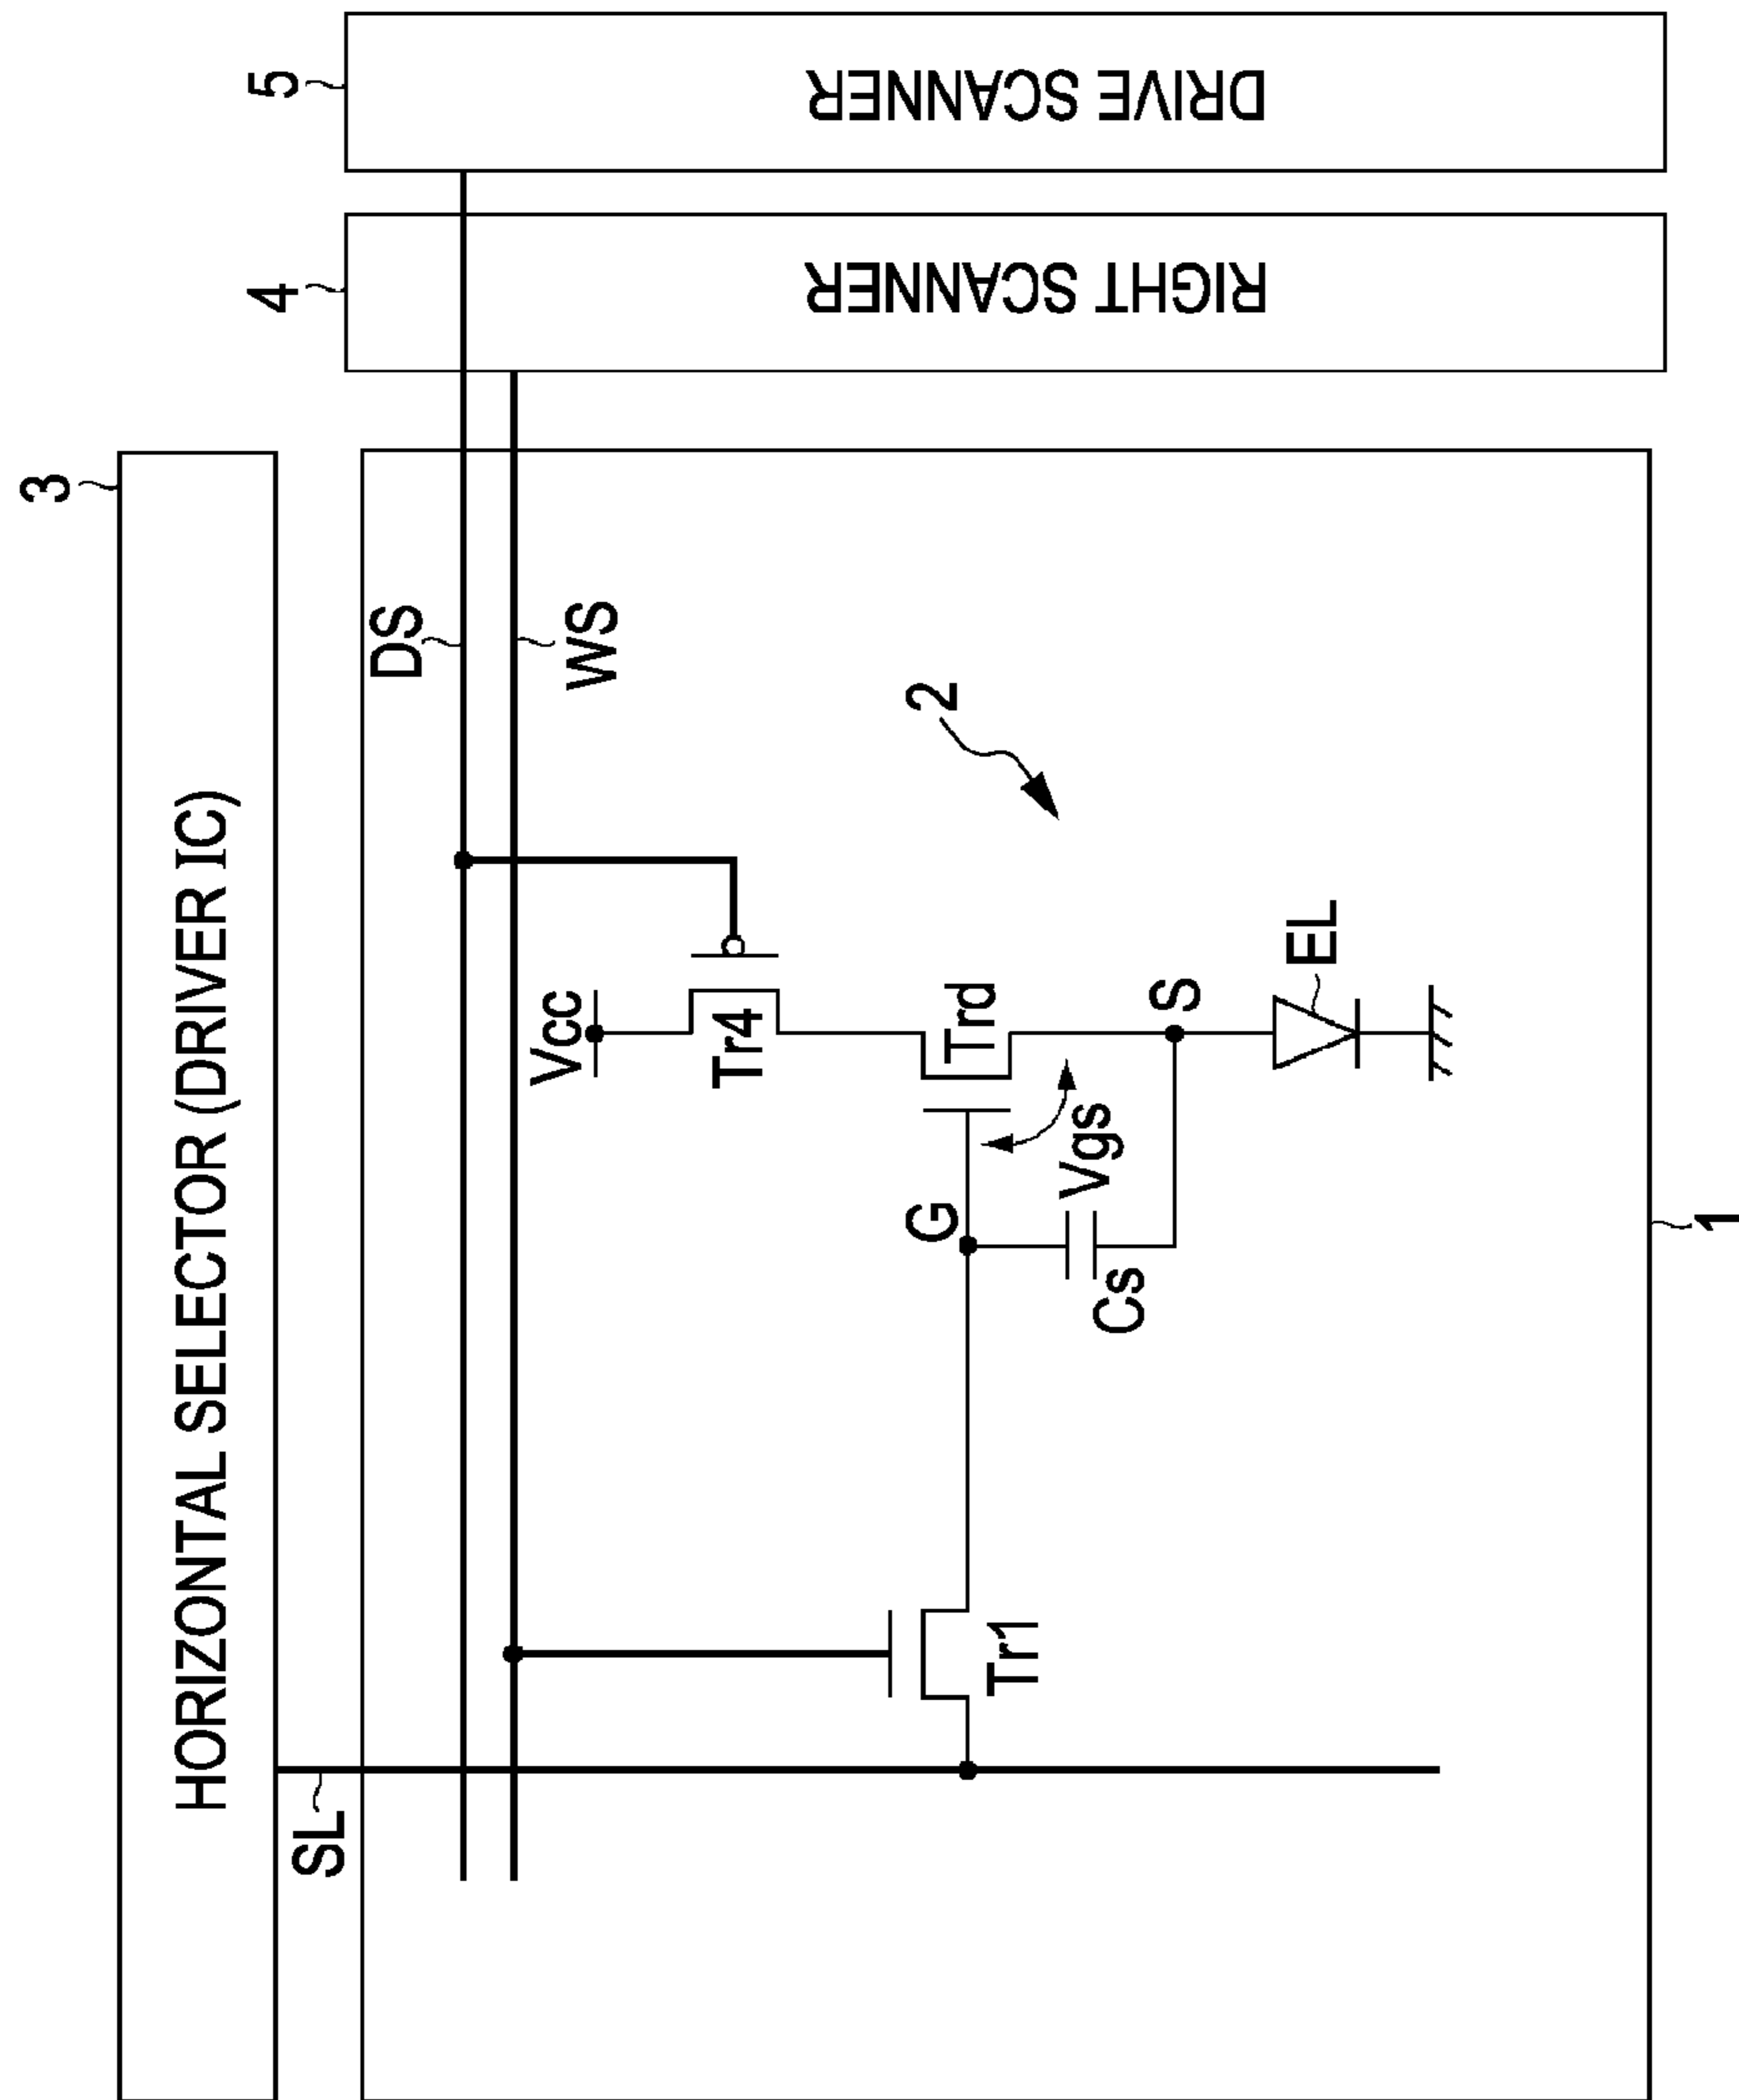 3
HORIZONTAL SELECTOR (DRIVER IC)
SL
4
RIGHT SCANNER
5
DRIVE SCANNER
DS
WS
2
Vcc
Tr4
Trd
G
Vgs
Cs
S
EL
Tr1
1